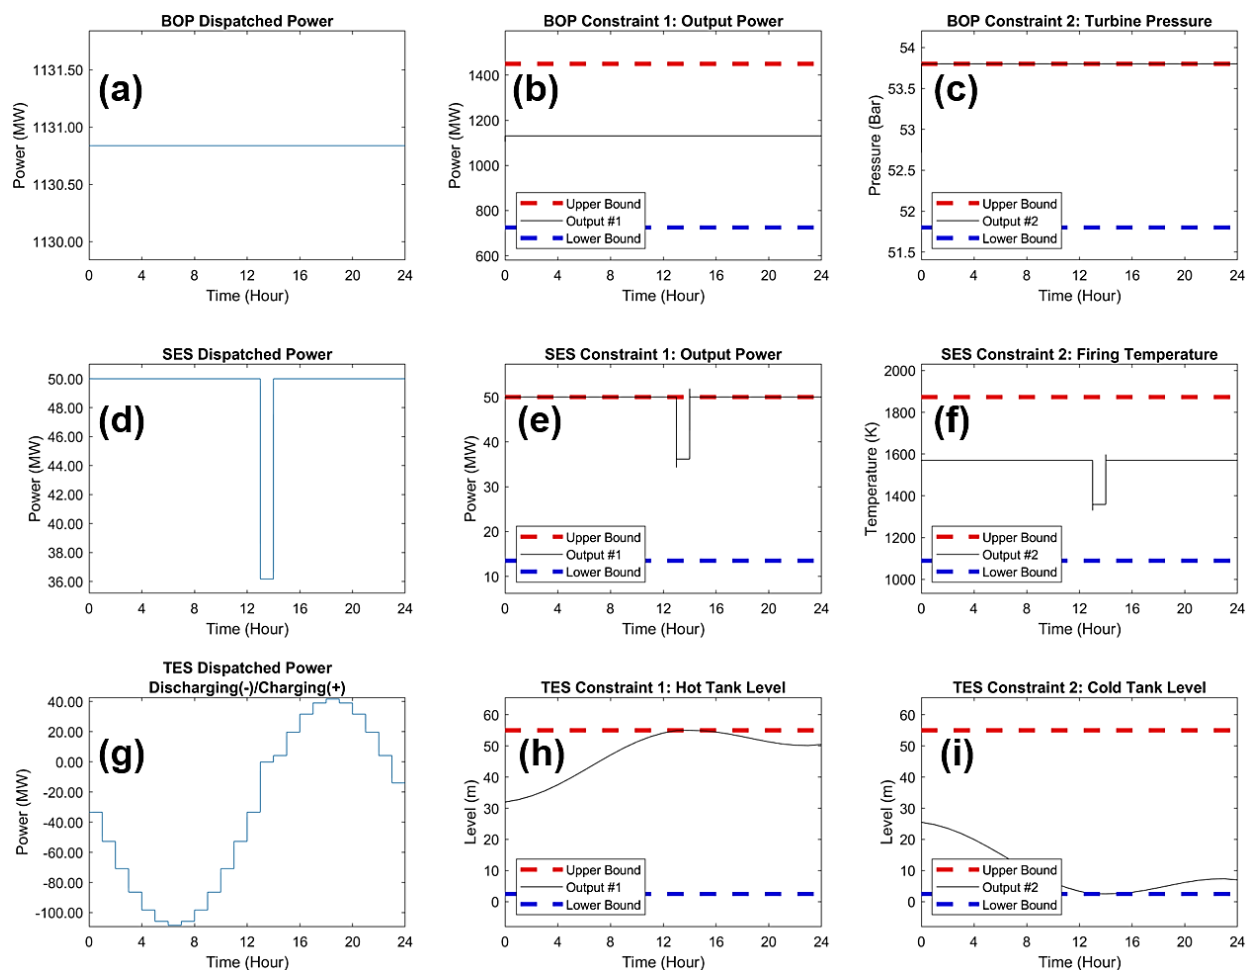 BOP Dispatched Power
1131.50
1131.00
1130.50
1130.00
Power (MW)
(a)
0 4 8 12 16 20 24
Time (Hour)
BOP Constraint 1: Output Power
1400
1200
1000
800
600
Power (MW)
(b)
Upper Bound
Output #1
Lower Bound
0 4 8 12 16 20 24
Time (Hour)
BOP Constraint 2: Turbine Pressure
54
53.5
53
52.5
52
51.5
Pressure (Bar)
(c)
Upper Bound
Output #2
Lower Bound
0 4 8 12 16 20 24
Time (Hour)
SES Dispatched Power
50.00
48.00
46.00
44.00
42.00
40.00
38.00
36.00
Power (MW)
(d)
0 4 8 12 16 20 24
Time (Hour)
SES Constraint 1: Output Power
50
40
30
20
10
Power (MW)
(e)
Upper Bound
Output #1
Lower Bound
0 4 8 12 16 20 24
Time (Hour)
SES Constraint 2: Firing Temperature
2000
1800
1600
1400
1200
1000
Temperature (K)
(f)
Upper Bound
Output #2
Lower Bound
0 4 8 12 16 20 24
Time (Hour)
TES Dispatched Power
Discharging(-)/Charging(+)
40.00
20.00
0.00
-20.00
-40.00
-60.00
-80.00
-100.00
Power (MW)
(g)
0 4 8 12 16 20 24
Time (Hour)
TES Constraint 1: Hot Tank Level
60
50
40
30
20
10
0
Level (m)
(h)
Upper Bound
Output #1
Lower Bound
0 4 8 12 16 20 24
Time (Hour)
TES Constraint 2: Cold Tank Level
60
50
40
30
20
10
0
Level (m)
(i)
Upper Bound
Output #2
Lower Bound
0 4 8 12 16 20 24
Time (Hour)